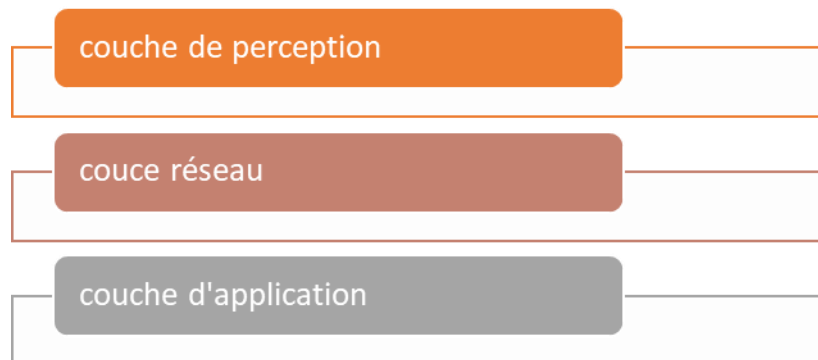 couche de perception
couce réseau
couche d'application